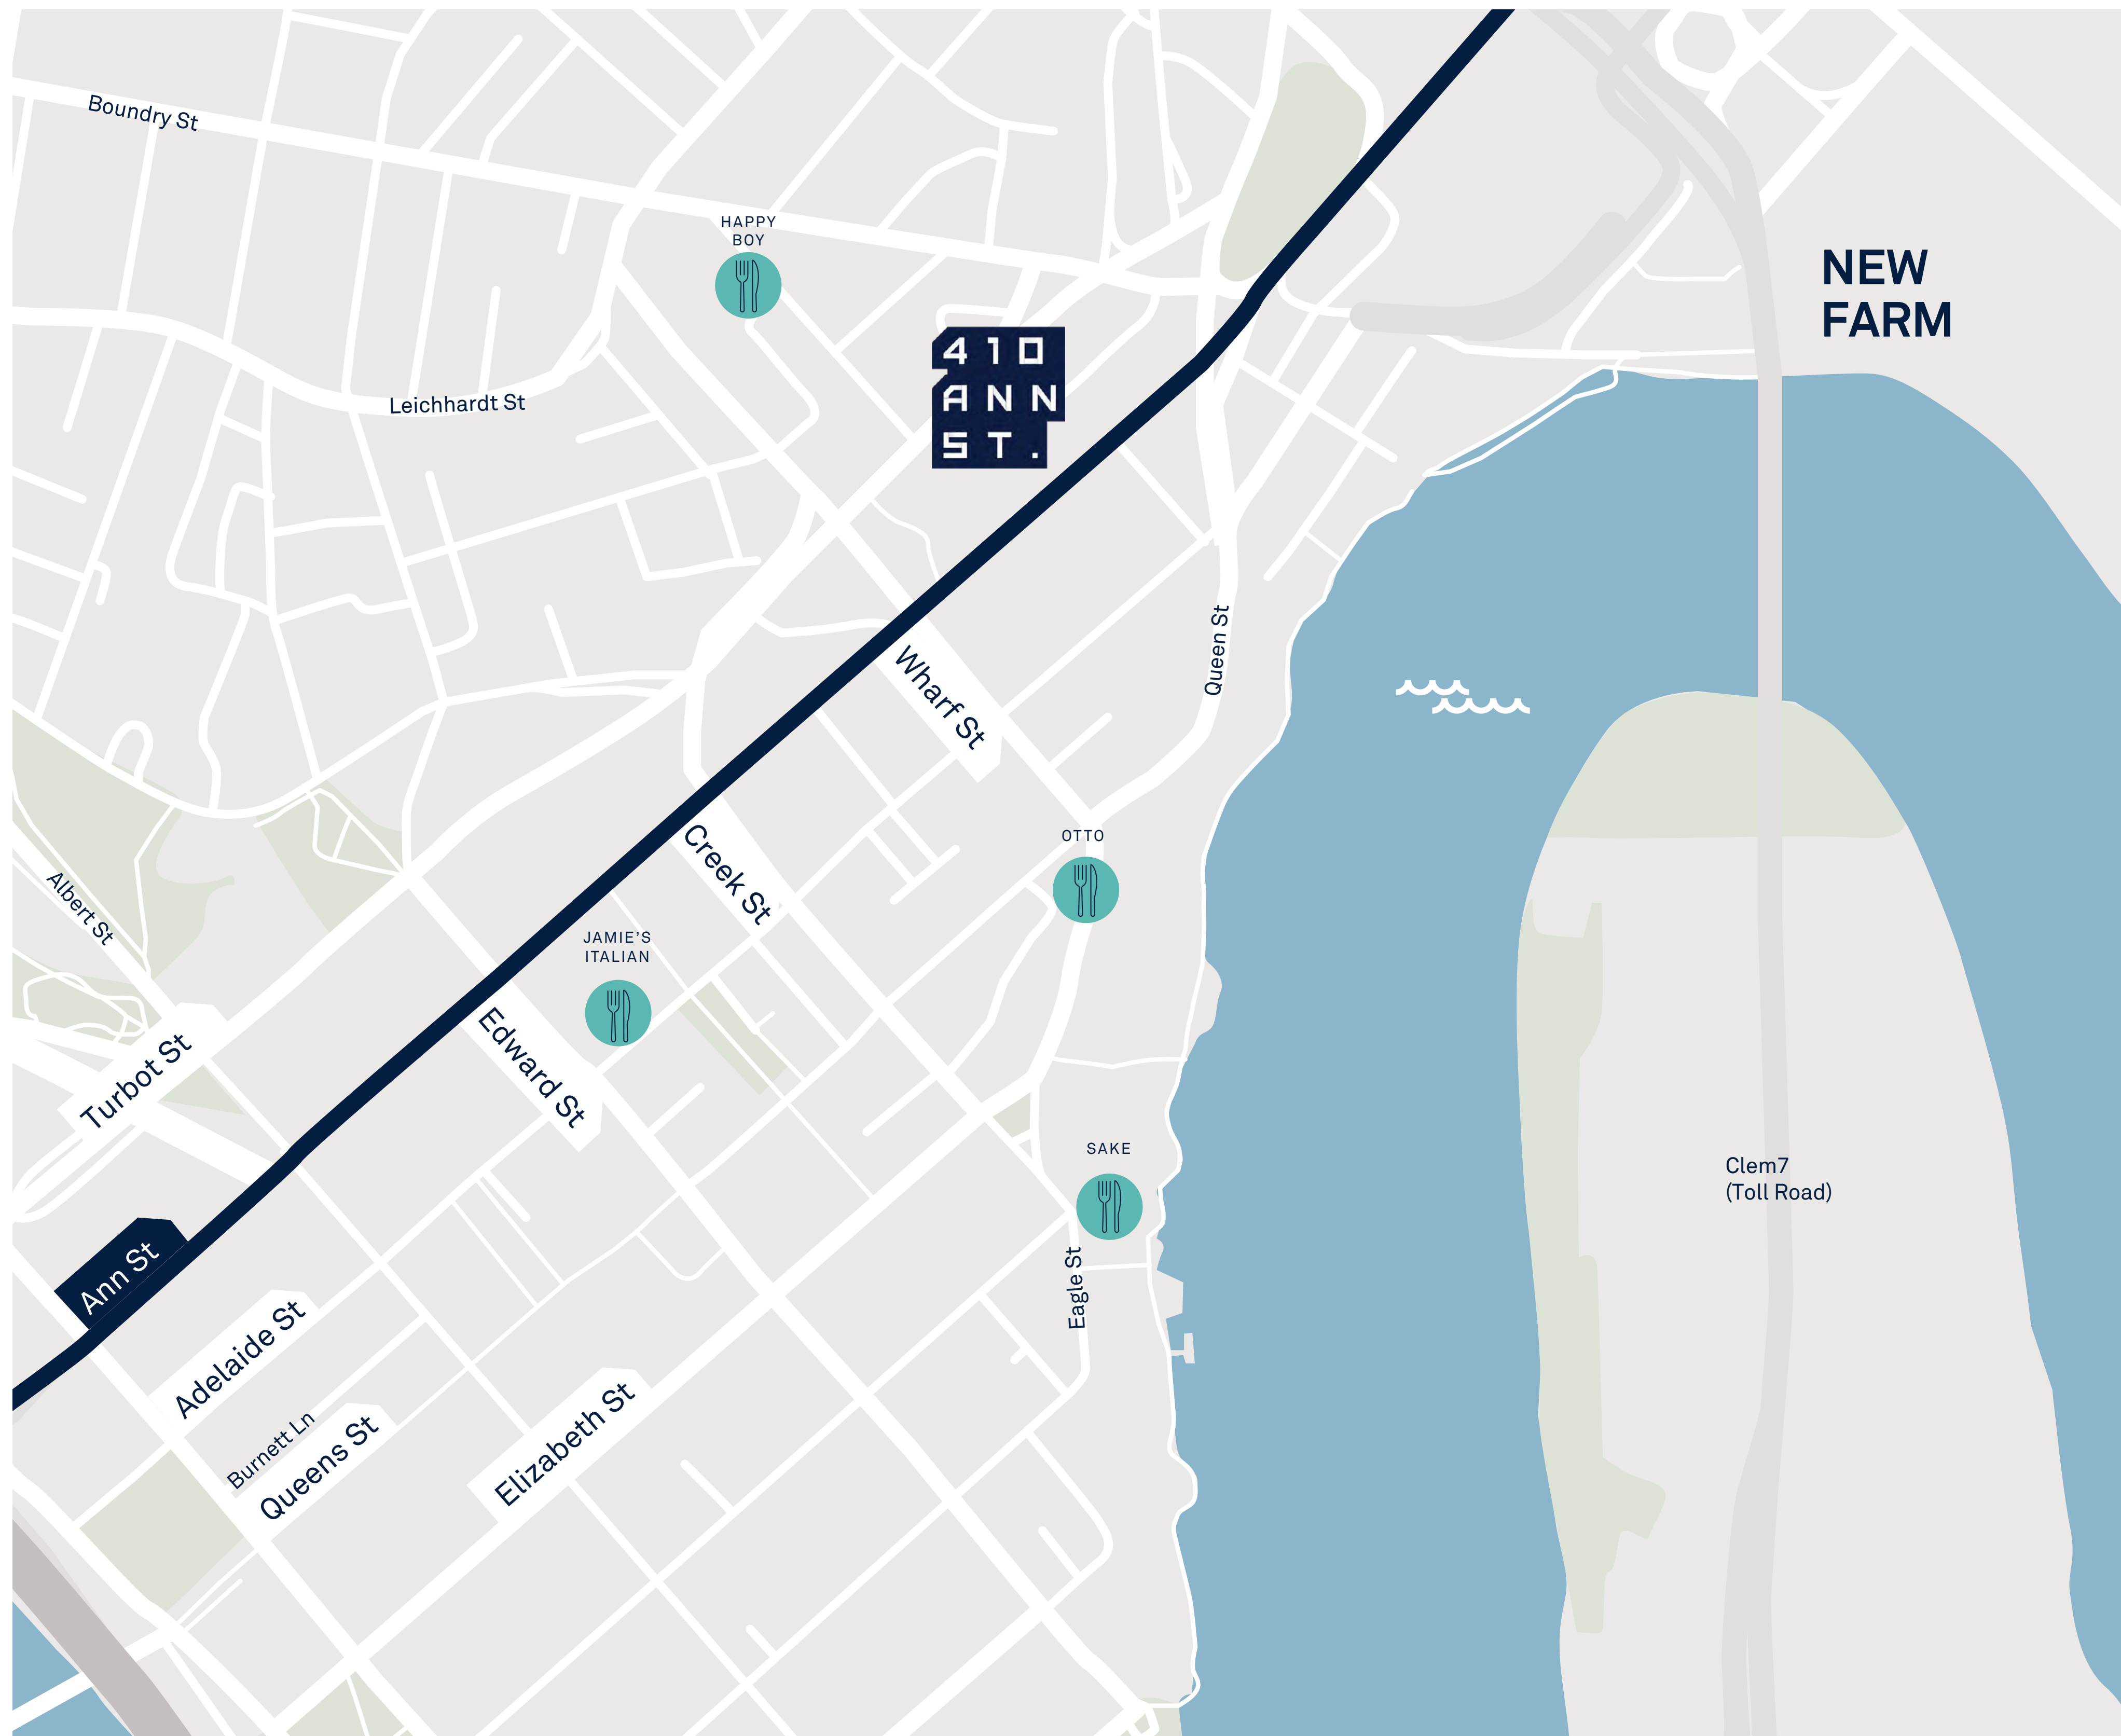 Boundry St
HAPPY
BOY
NEW
FARM
410
ANN
ST.
Leichhardt St
Queen St
Wharf St
OTTO
Creek St
Albert St
JAMIE'S
ITALIAN
Edward St
Turbot St
SAKE
Clem7
(Toll Road)
Ann St
Eagle St
Adelaide St
Elizabeth St
Burnett Ln
Queens St